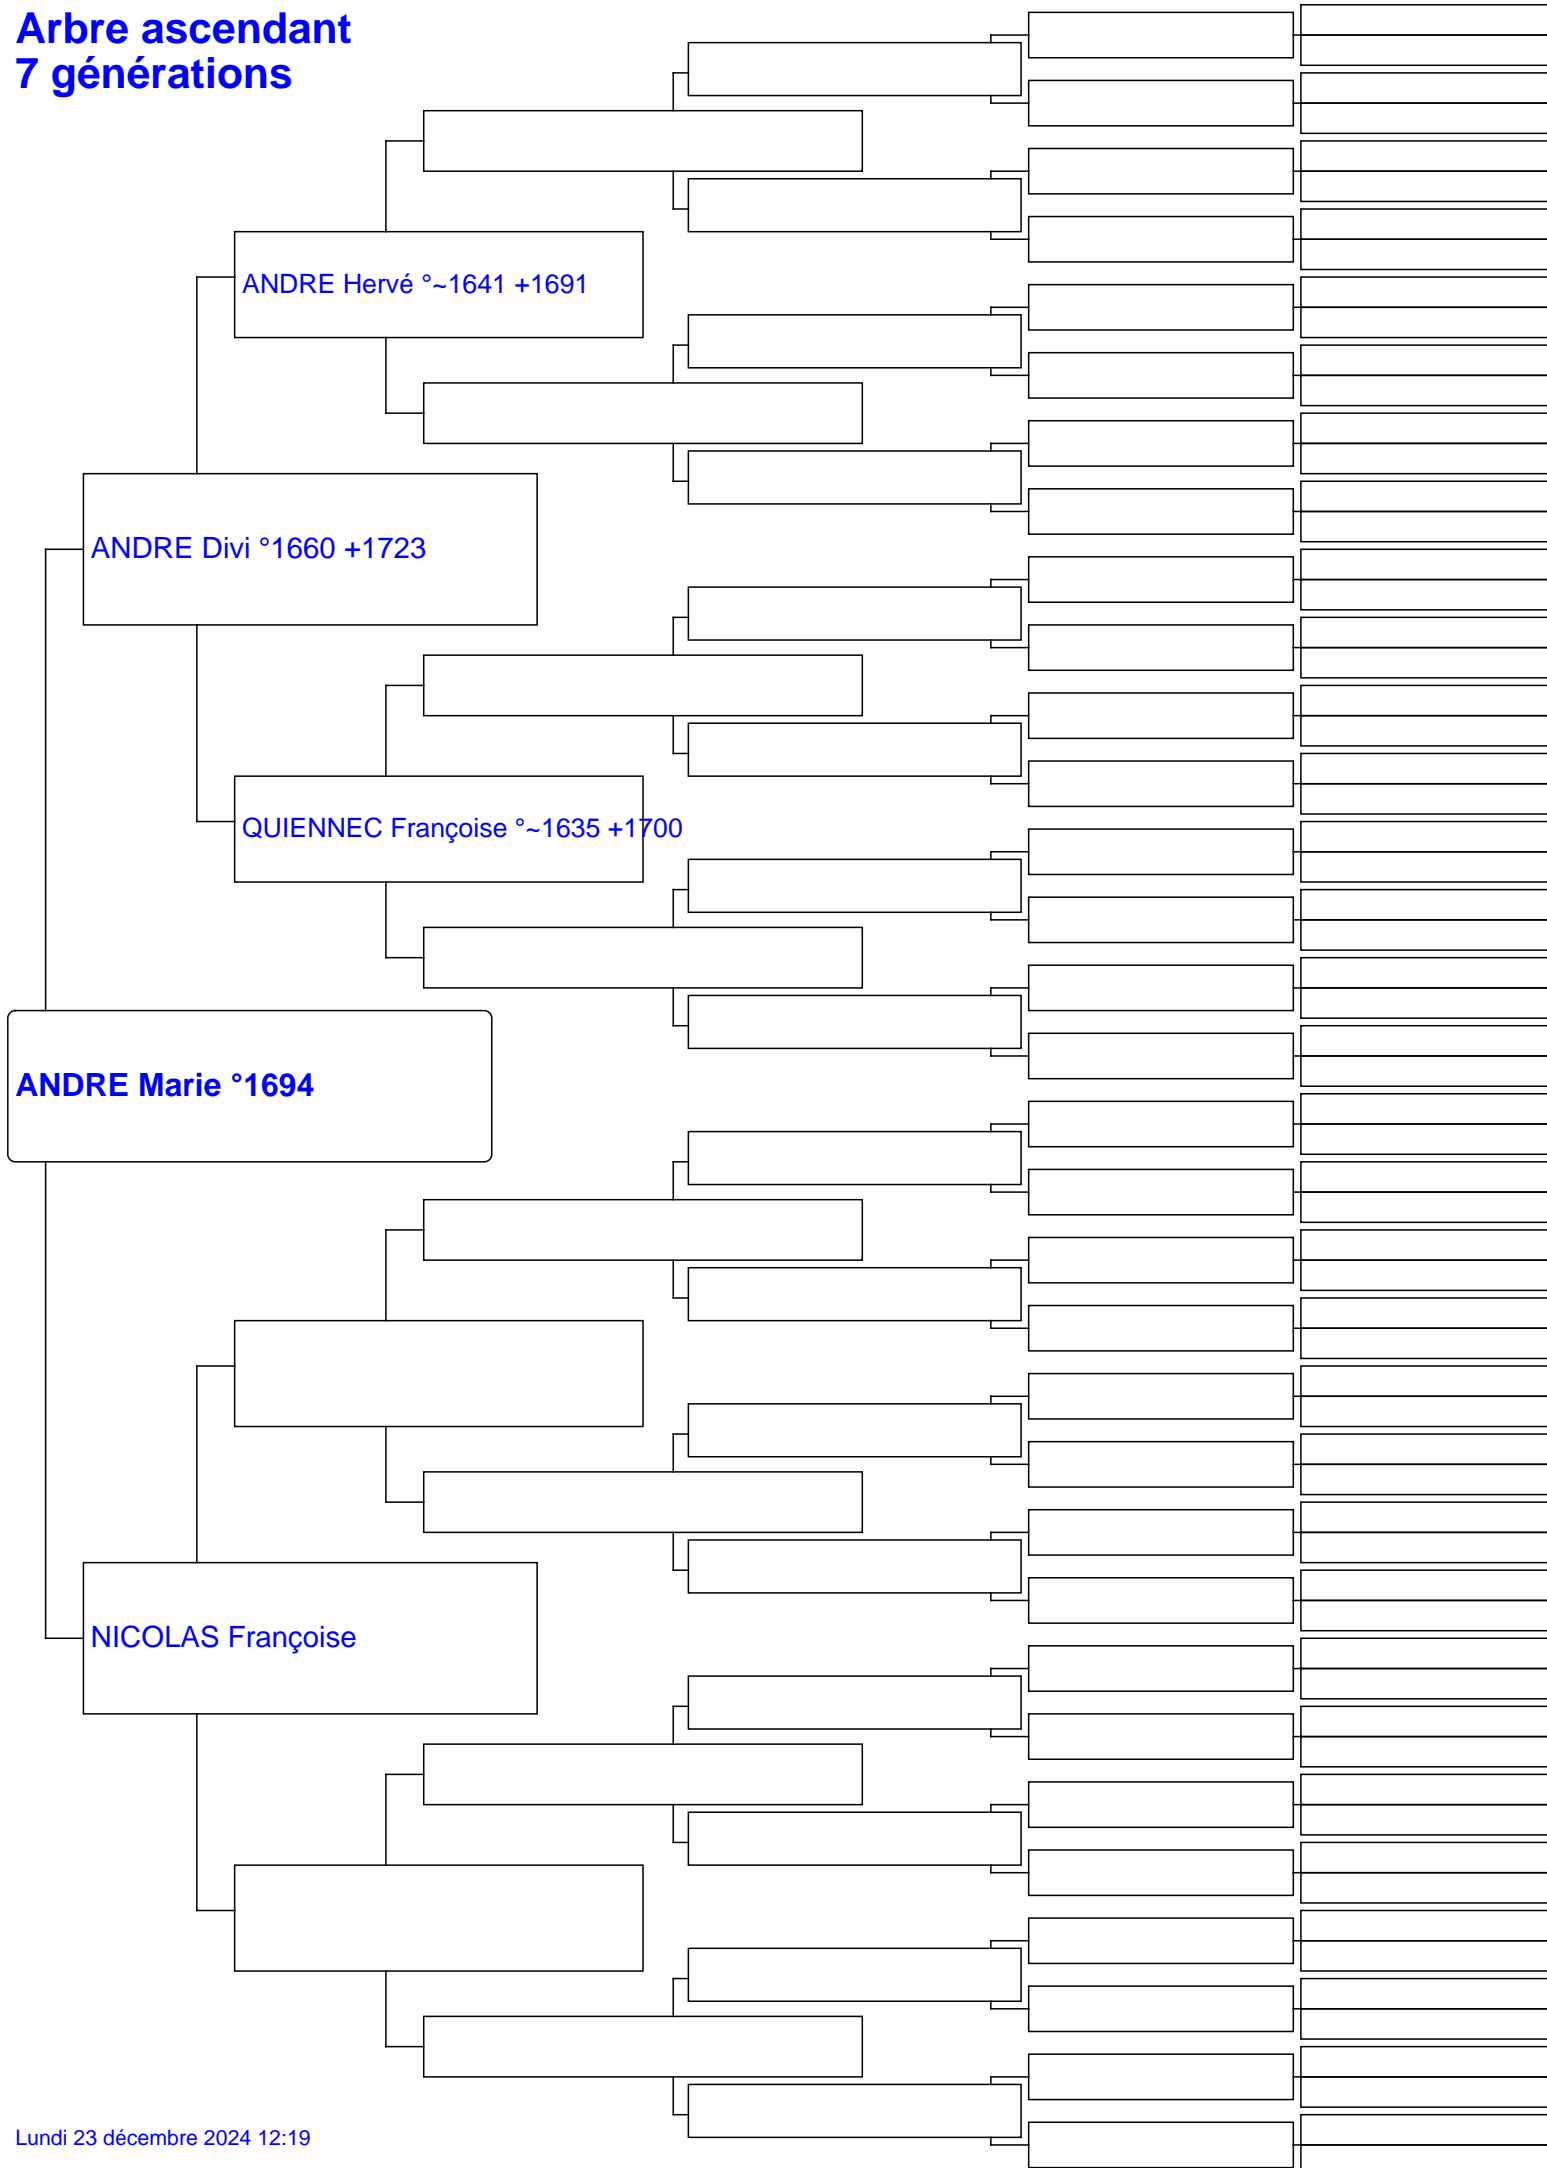 Arbre ascendant
7 générations
ANDRE Hervé °~1641 +1691
ANDRE Divi °1660 +1723
QUIENNEC Françoise °~1635 +1700
ANDRE Marie °1694
NICOLAS Françoise
Lundi 23 décembre 2024 12:19